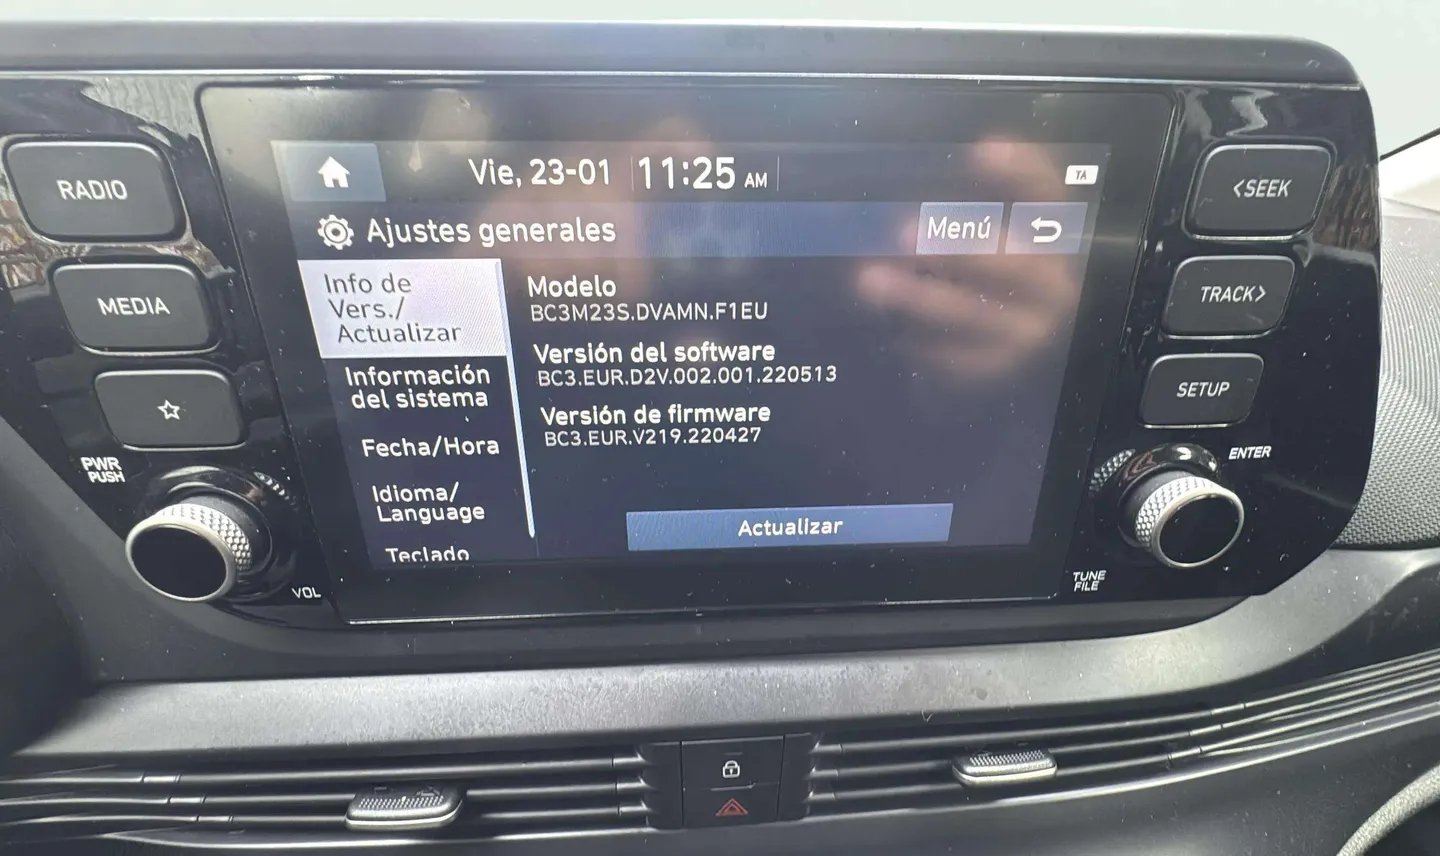 RADIO
MEDIA
PWR
PUSH
VOL
Vie, 23-01 11:25 AM
TA
Ajustes generales
Menú
Info de
Vers./
Actualizar
Información
del sistema
Fecha/Hora
Idioma/
Language
Teclado
Modelo
BC3M23S.DVAMN.F1EU
Versión del software
BC3.EUR.D2V.002.001.220513
Versión de firmware
BC3.EUR.V219.220427
Actualizar
<SEEK
TRACK>
SETUP
ENTER
TUNE
FILE